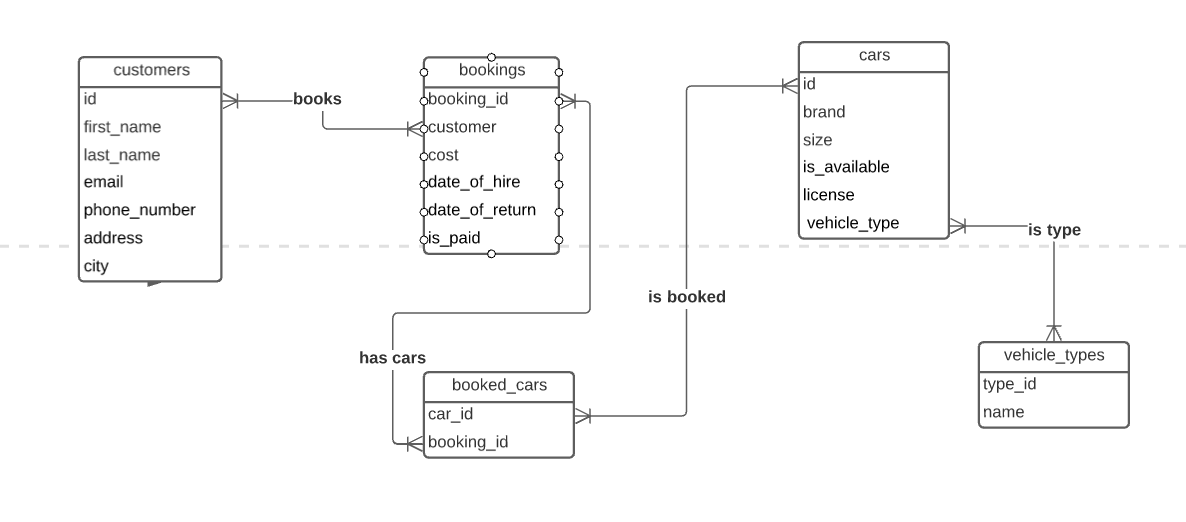 customers
id
first_name
last_name
email
phone_number
address
city
books
bookings
booking_id
customer
cost
date_of_hire
date_of_return
is_paid
has cars
booked_cars
car_id
booking_id
is booked
cars
id
brand
size
is_available
license
vehicle_type
is type
vehicle_types
type_id
name